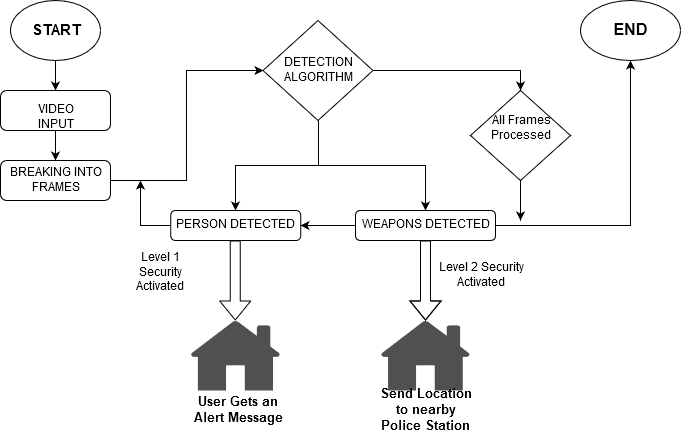 START
END
DETECTION
ALGORITHM
VIDEO
INPUT
All Frames
Processed
BREAKING INTO
FRAMES
PERSON DETECTED
WEAPONS DETECTED
Level 1
Security
Activated
Level 2 Security
Activated
User Gets an
Alert Message
Send Location
to nearby
Police Station